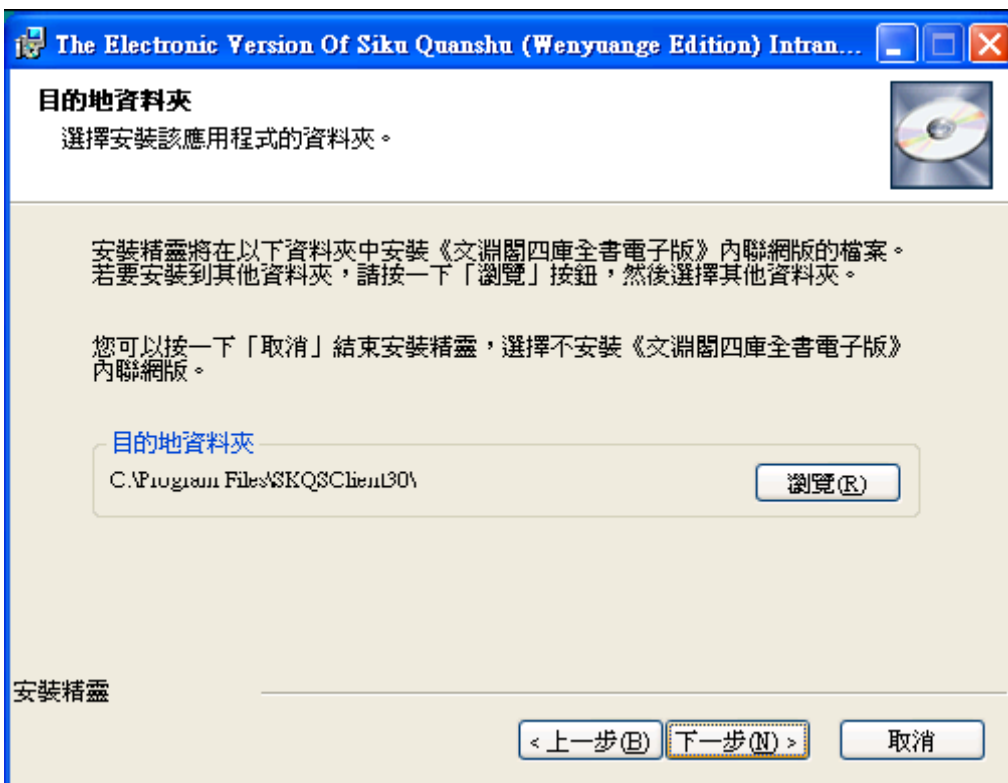 The Electronic Version Of Siku Quanshu (Wenyuange Edition) Intran...
目的地資料夾
選擇安裝該應用程式的資料夾。
安裝精靈將在以下資料夾中安裝《文淵閣四庫全書電子版》內聯網版的檔案。
若要安裝到其他資料夾,請按一下「瀏覽」按鈕,然後選擇其他資料夾。
您可以按一下「取消」結束安裝精靈,選擇不安裝《文淵閣四庫全書電子版》
內聯網版。
目的地資料夾
C:\Program Files\SKQSClient30\
瀏覽(R)
安裝精靈
< 上一步(B) 下一步(N) > 取消